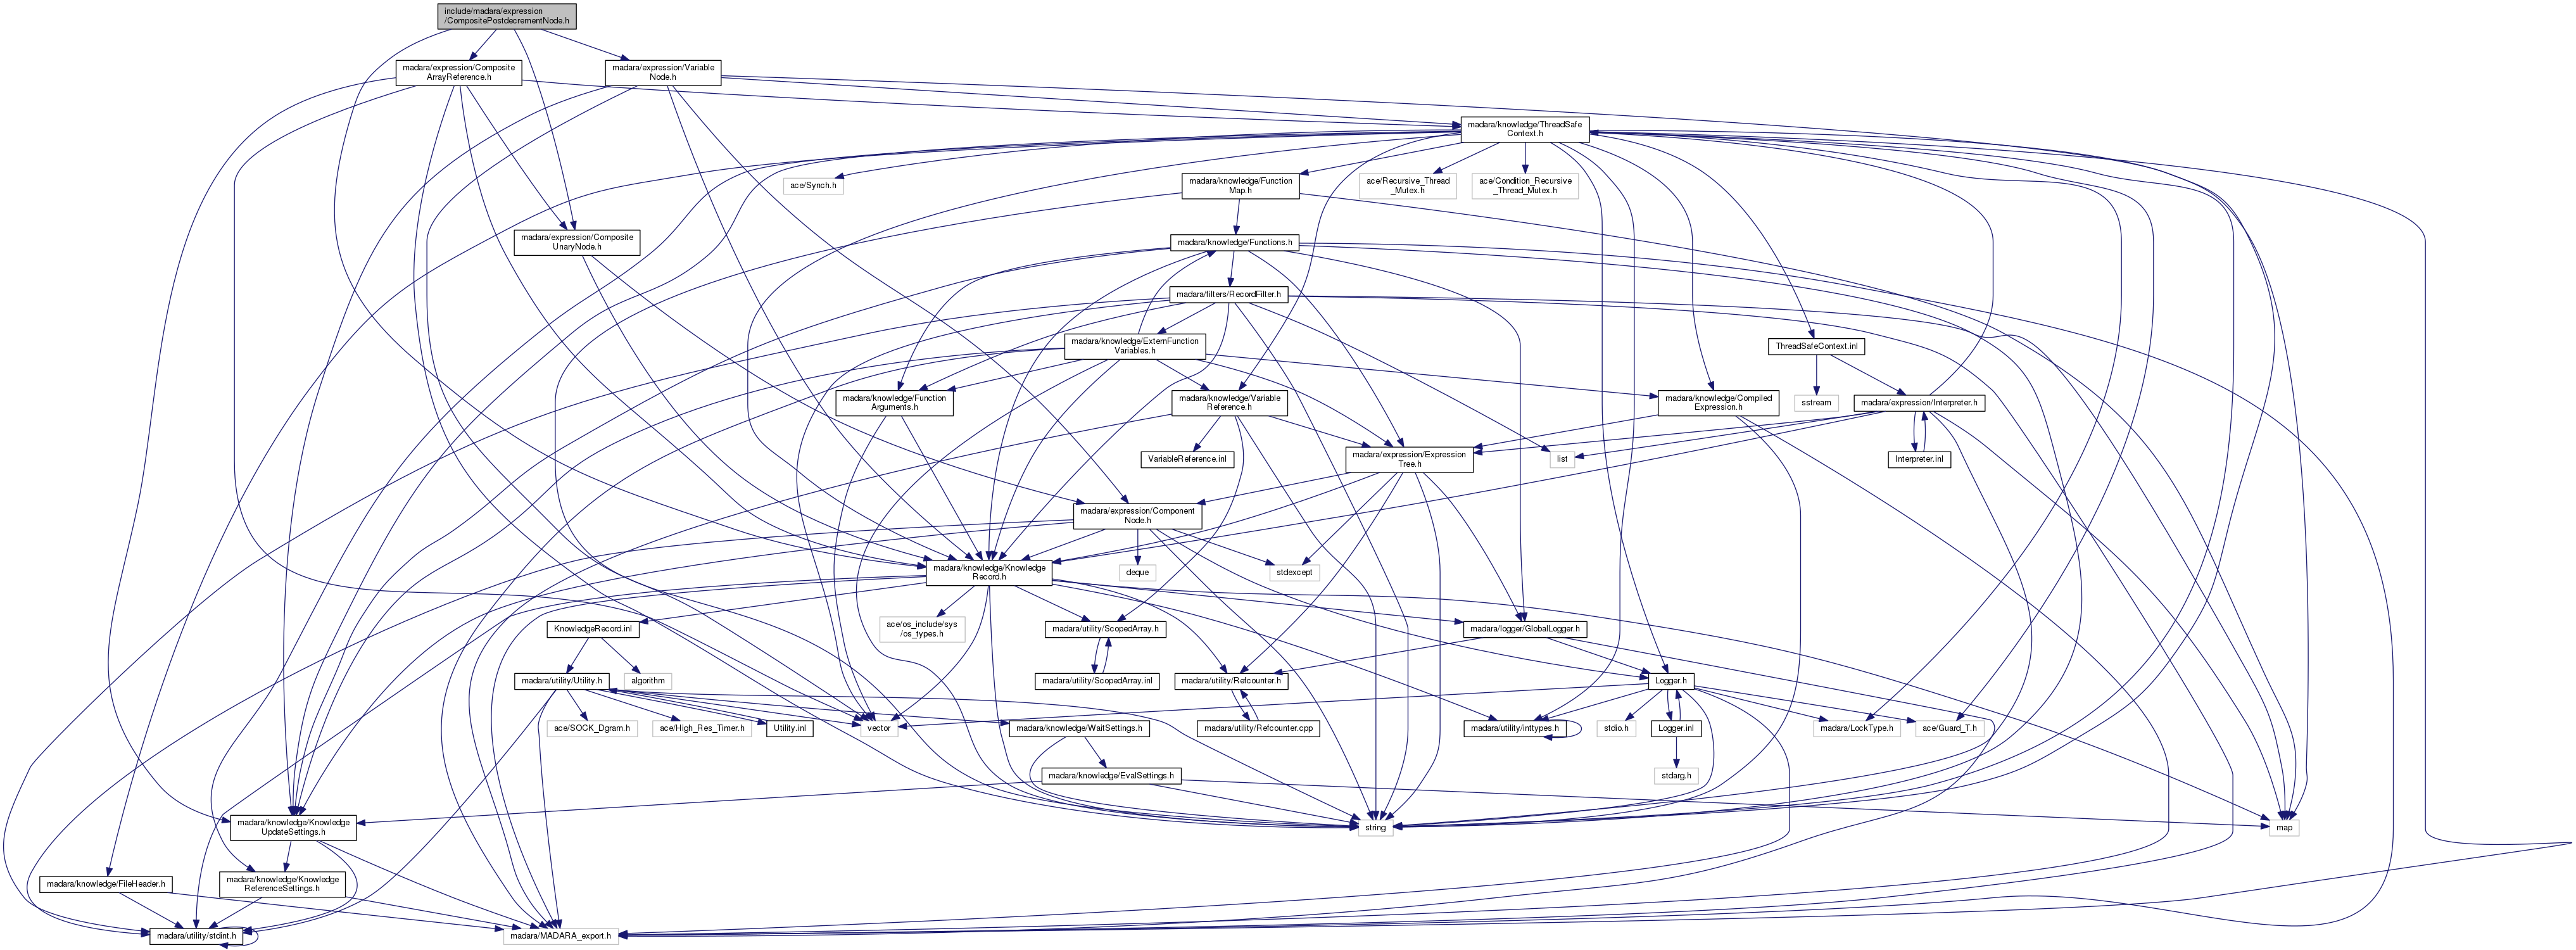 include/madara/expression
/CompositePostdecrementNode.h
madara/expression/Composite
ArrayReference.h
madara/expression/Variable
Node.h
madara/knowledge/ThreadSafe
Context.h
ace/Synch.h
madara/knowledge/Function
Map.h
ace/Recursive_Thread
_Mutex.h
ace/Condition_Recursive
_Thread_Mutex.h
madara/expression/Composite
UnaryNode.h
madara/knowledge/Functions.h
madara/filters/RecordFilter.h
madara/knowledge/ExternFunction
Variables.h
ThreadSafeContext.inl
madara/knowledge/Function
Arguments.h
madara/knowledge/Variable
Reference.h
madara/knowledge/Compiled
Expression.h
sstream
madara/expression/Interpreter.h
VariableReference.inl
madara/expression/Expression
Tree.h
list
Interpreter.inl
madara/expression/Component
Node.h
madara/knowledge/Knowledge
Record.h
deque
stdexcept
ace/os_include/sys
/os_types.h
KnowledgeRecord.inl
madara/utility/ScopedArray.h
madara/logger/GlobalLogger.h
madara/utility/Utility.h
algorithm
madara/utility/ScopedArray.inl
madara/utility/Refcounter.h
Logger.h
ace/SOCK_Dgram.h
ace/High_Res_Timer.h
Utility.inl
vector
madara/knowledge/WaitSettings.h
madara/utility/Refcounter.cpp
madara/utility/inttypes.h
stdio.h
Logger.inl
madara/LockType.h
ace/Guard_T.h
madara/knowledge/EvalSettings.h
stdarg.h
madara/knowledge/Knowledge
UpdateSettings.h
string
map
madara/knowledge/FileHeader.h
madara/knowledge/Knowledge
ReferenceSettings.h
madara/utility/stdint.h
madara/MADARA_export.h